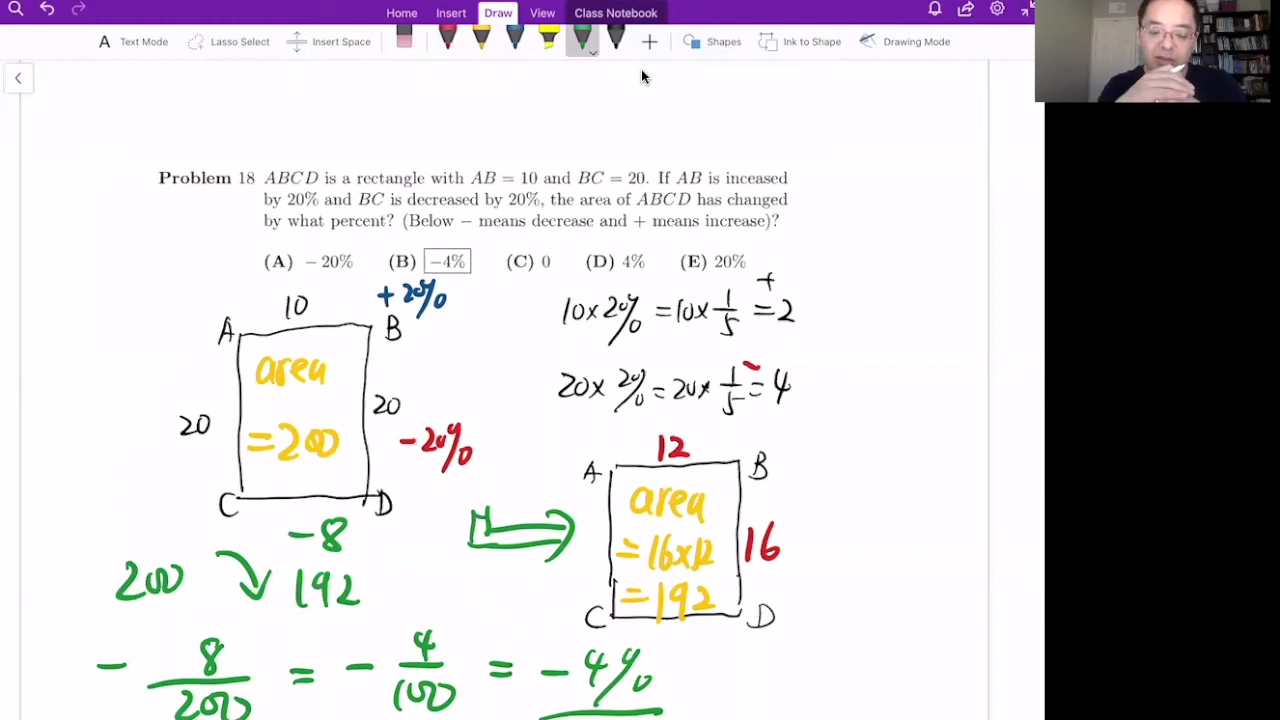 Home Insert Draw View Class Notebook
Text Mode Lasso Select Insert Space Shapes Ink to Shape Drawing Mode
Problem 18 ABCD is a rectangle with AB = 10 and BC = 20. If AB is inceased
by 20% and BC is decreased by 20%, the area of ABCD has changed
by what percent? (Below − means decrease and + means increase)?
(A) − 20% (B) −4% (C) 0 (D) 4% (E) 20%
10 +20%
A B
area
20 20
=200 -20%
C D
10 x 20% = 10 x 1/5 =+ 2
20 x 20% = 20 x 1/5 =- 4
12
A B
area
= 16x12 16
= 192
C D
-8
200 192
- 8/200 = - 4/100 = - 4%